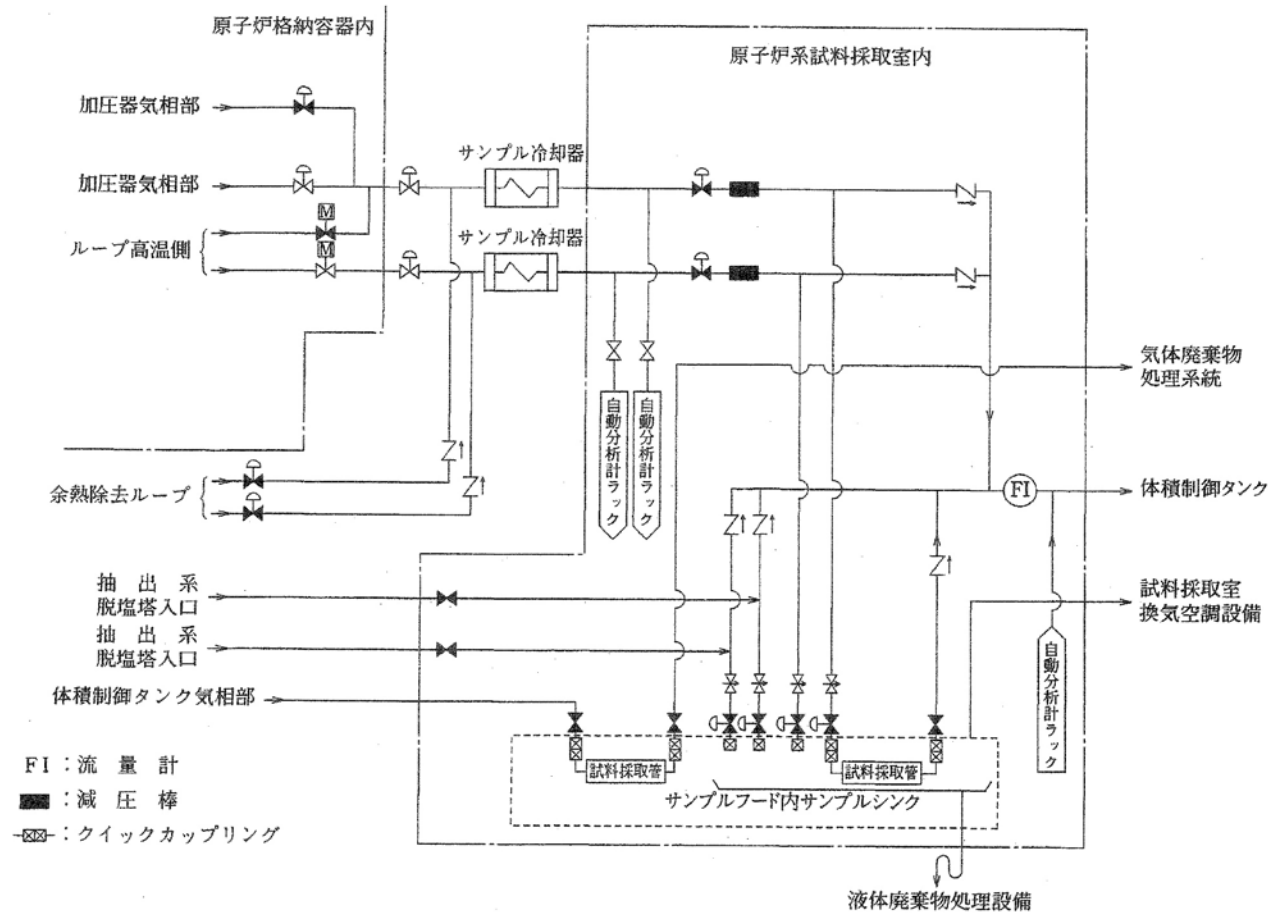 原子炉格納容器内
原子炉系試料採取室内
加圧器気相部
サンプル冷却器
加圧器気相部
M
サンプル冷却器
ループ高温側
M
気体廃棄物
処理系統
自動分析計ラック
自動分析計ラック
余熱除去ループ
FI
体積制御タンク
抽出系
脱塩塔入口
試料採取室
換気空調設備
抽出系
脱塩塔入口
自動分析計ラック
体積制御タンク気相部
FI：流量計
試料採取管
試料採取管
：減圧棒
サンプルフード内サンプルシンク
：クイックカップリング
液体廃棄物処理設備